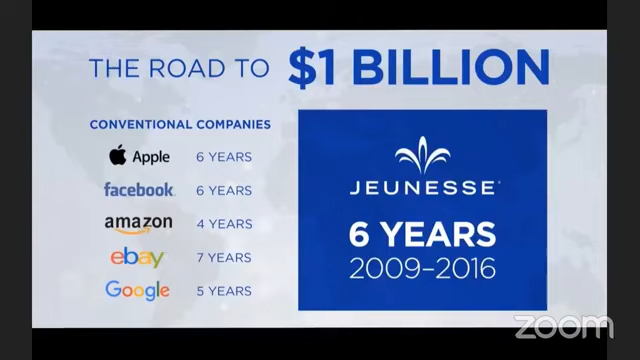 THE ROAD TO $1 BILLION
CONVENTIONAL COMPANIES
Apple 6 YEARS
facebook 6 YEARS
amazon 4 YEARS
ebay 7 YEARS
Google 5 YEARS
JEUNESSE
6 YEARS
2009–2016
zoom